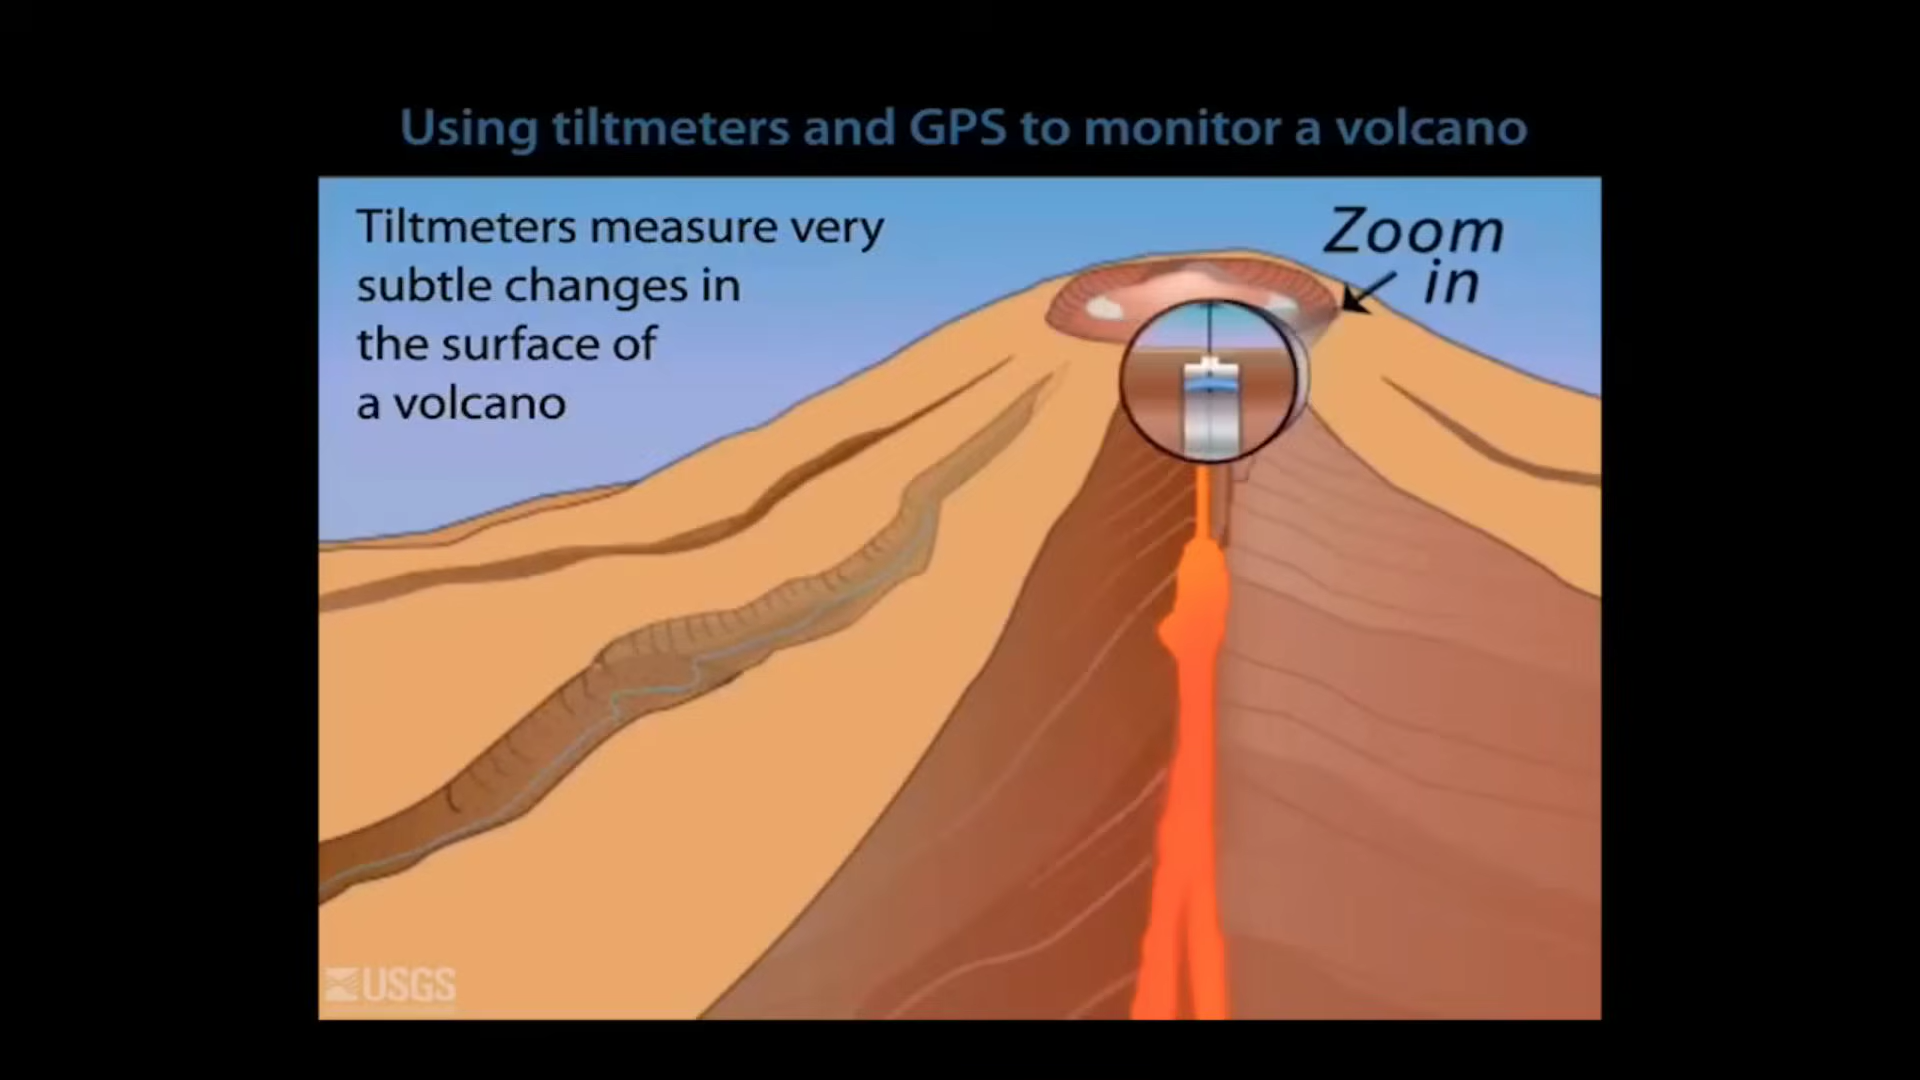 Using tiltmeters and GPS to monitor a volcano
Tiltmeters measure very
subtle changes in
the surface of
a volcano
Zoom
in
USGS